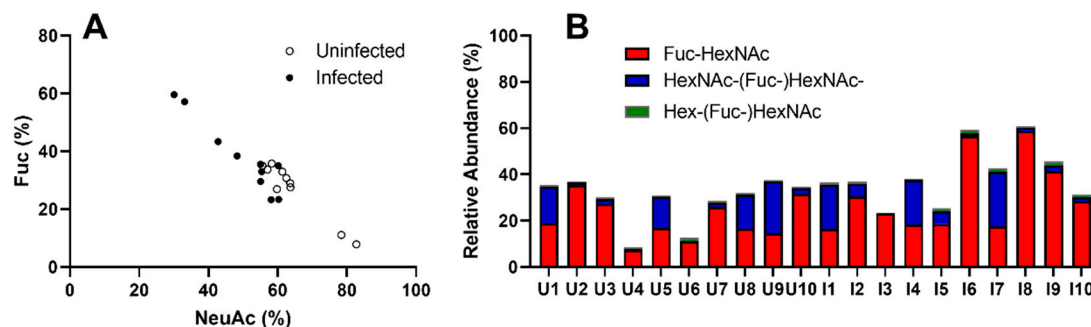 A
Uninfected
Infected
Fuc (%)
80
60
40
20
0
0 20 40 60 80 100
NeuAc (%)
B
Fuc-HexNAc
HexNAc-(Fuc-)HexNAc-
Hex-(Fuc-)HexNAc
Relative Abundance (%)
100
80
60
40
20
0
U1 U2 U3 U4 U5 U6 U7 U8 U9 U10 I1 I2 I3 I4 I5 I6 I7 I8 I9 I10